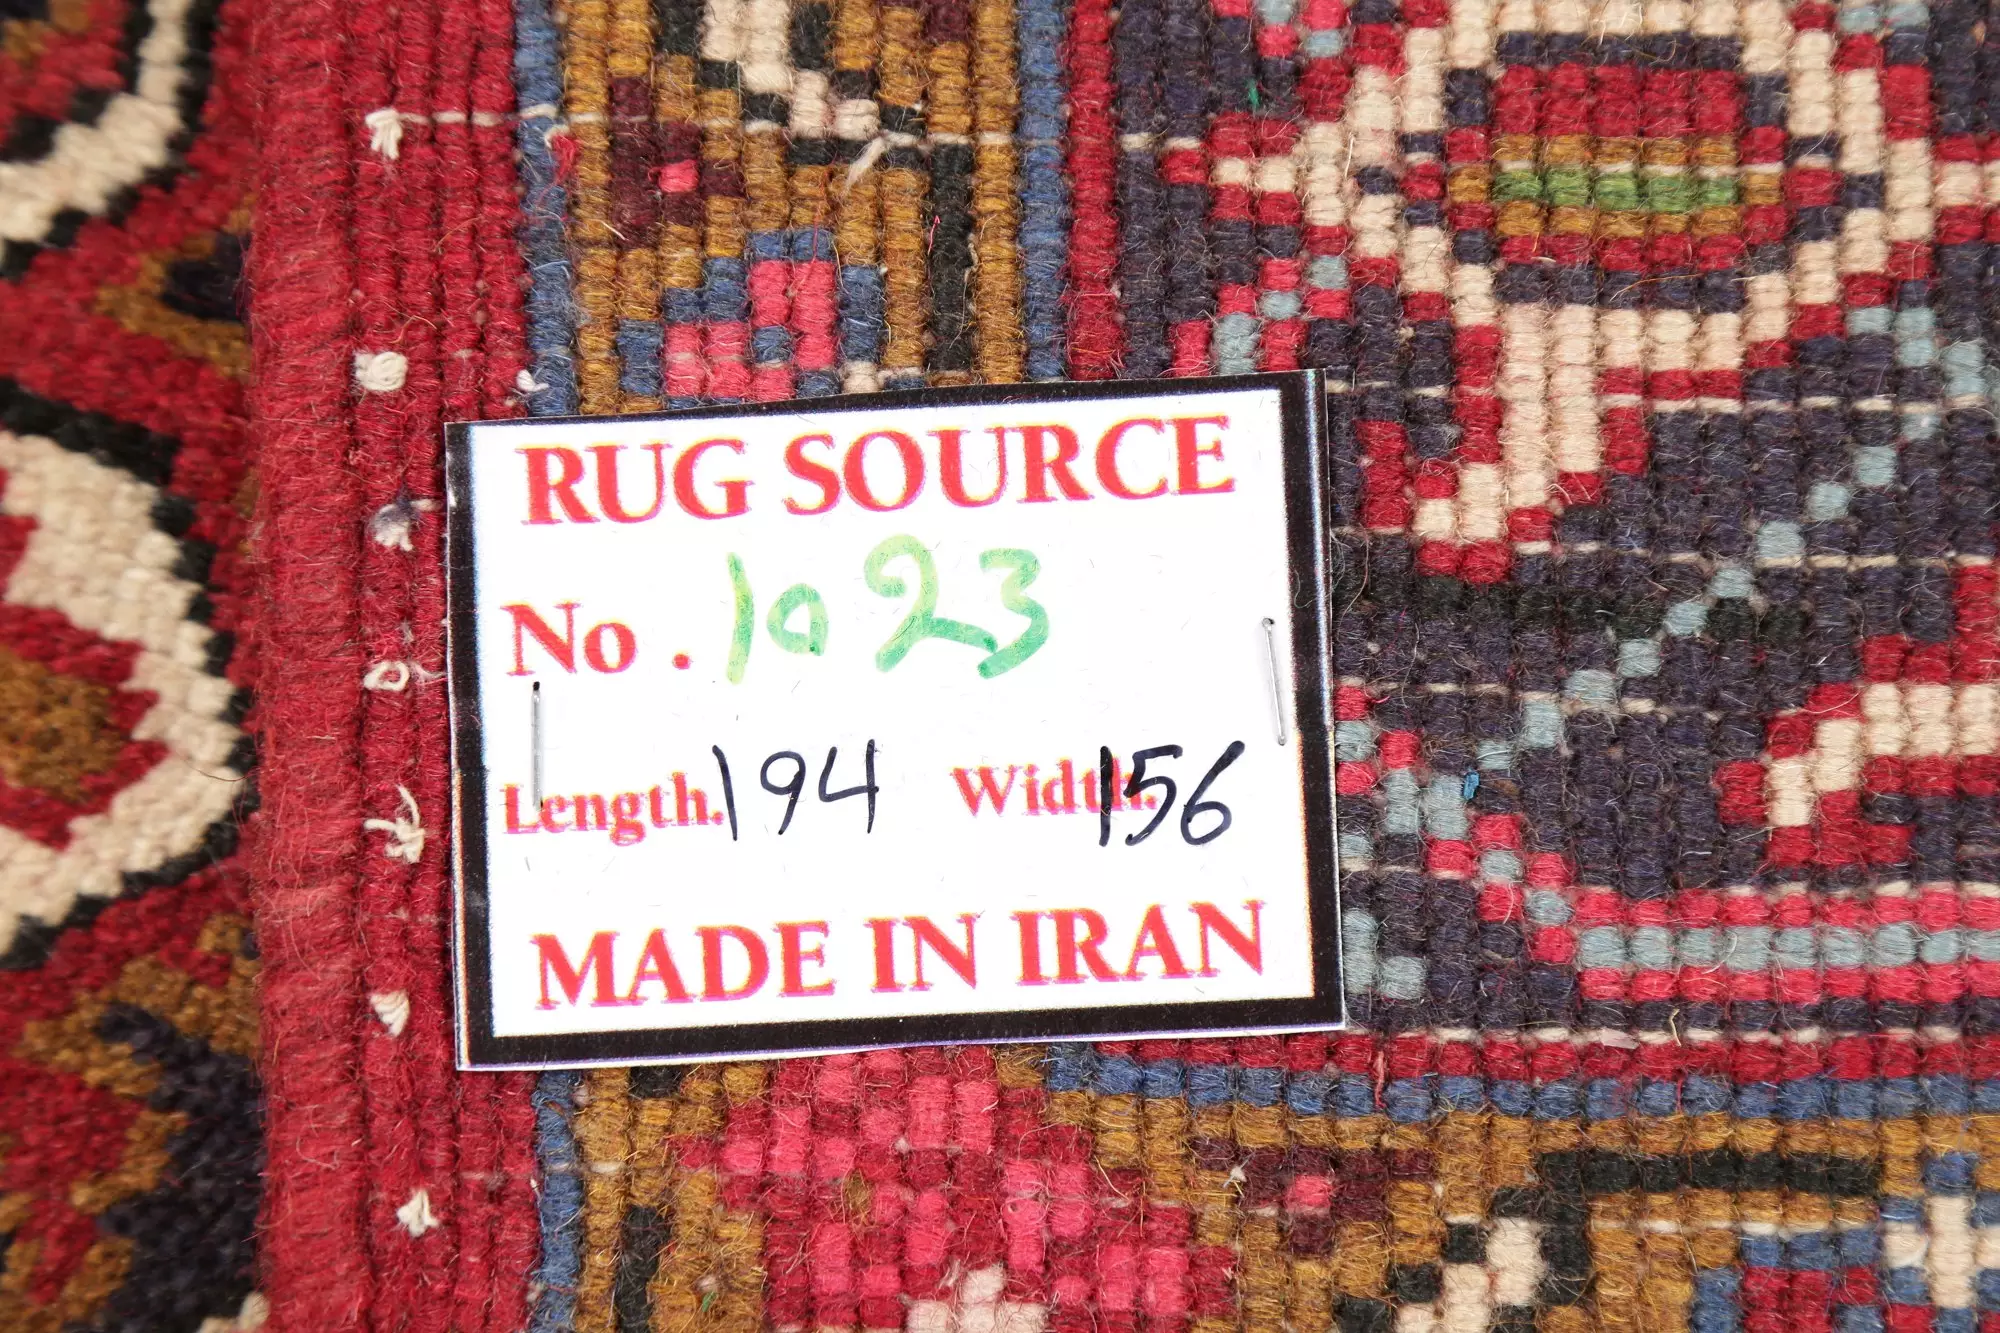 RUG SOURCE
No. 1023
Length. 194 Width. 156
MADE IN IRAN